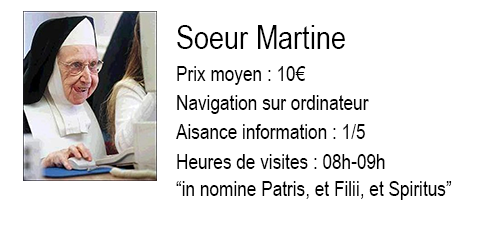 Soeur Martine
Prix moyen : 10€
Navigation sur ordinateur
Aisance information : 1/5
Heures de visites : 08h-09h
“in nomine Patris, et Filii, et Spiritus”